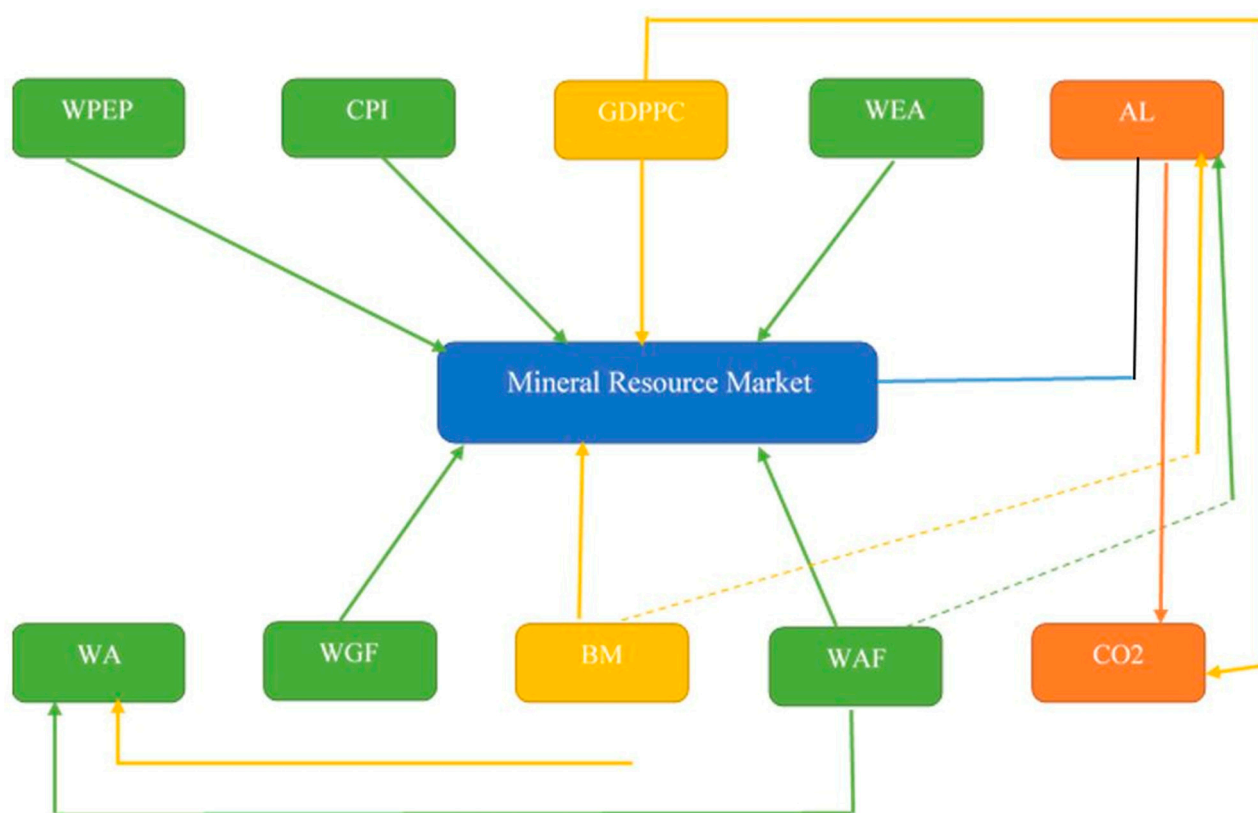 WPEP
CPI
GDPPC
WEA
AL
Mineral Resource Market
WA
WGF
BM
WAF
CO2